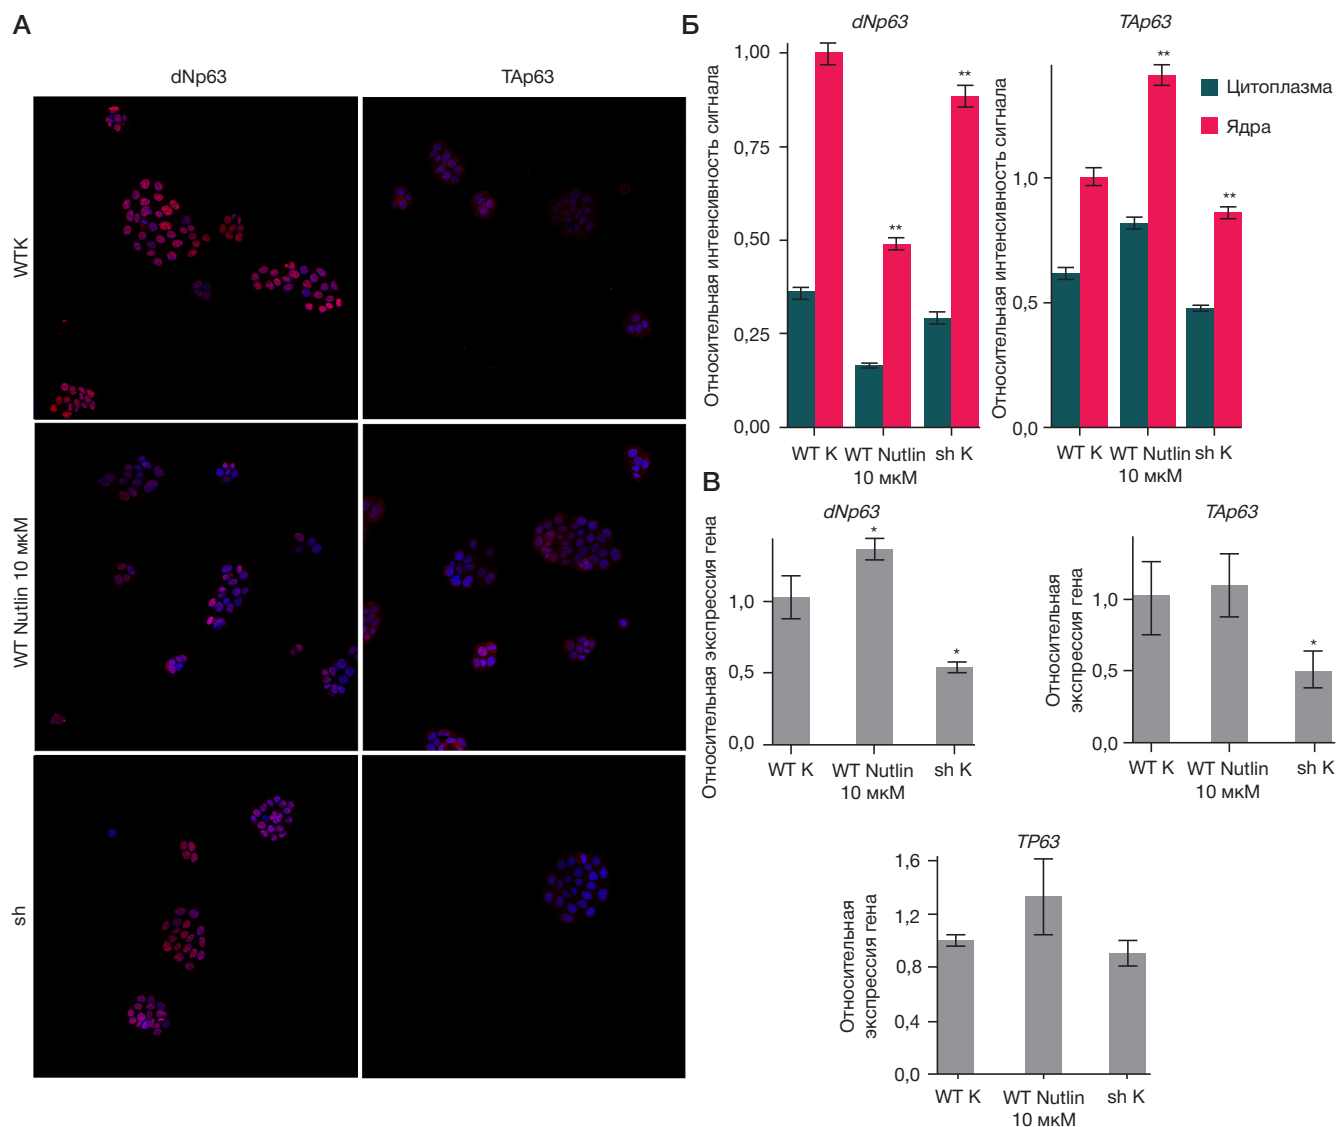 А
dNp63
TAp63
WTK
WT Nutlin 10 мкМ
sh
Б
dNp63
Относительная интенсивность сигнала
1,00
0,75
0,50
0,25
0,00
**
**
WT K
WT Nutlin
10 мкМ
sh K
TAp63
Относительная интенсивность сигнала
1,0
0,5
0,0
**
**
WT K
WT Nutlin
10 мкМ
sh K
Цитоплазма
Ядра
В
dNp63
Относительная экспрессия гена
1,0
0,5
0,0
*
*
WT K
WT Nutlin
10 мкМ
sh K
TAp63
Относительная
экспрессия гена
1,0
0,5
0,0
*
WT K
WT Nutlin
10 мкМ
sh K
TP63
Относительная
экспрессия гена
1,6
1,2
0,8
0,4
0,0
WT K
WT Nutlin
10 мкМ
sh K